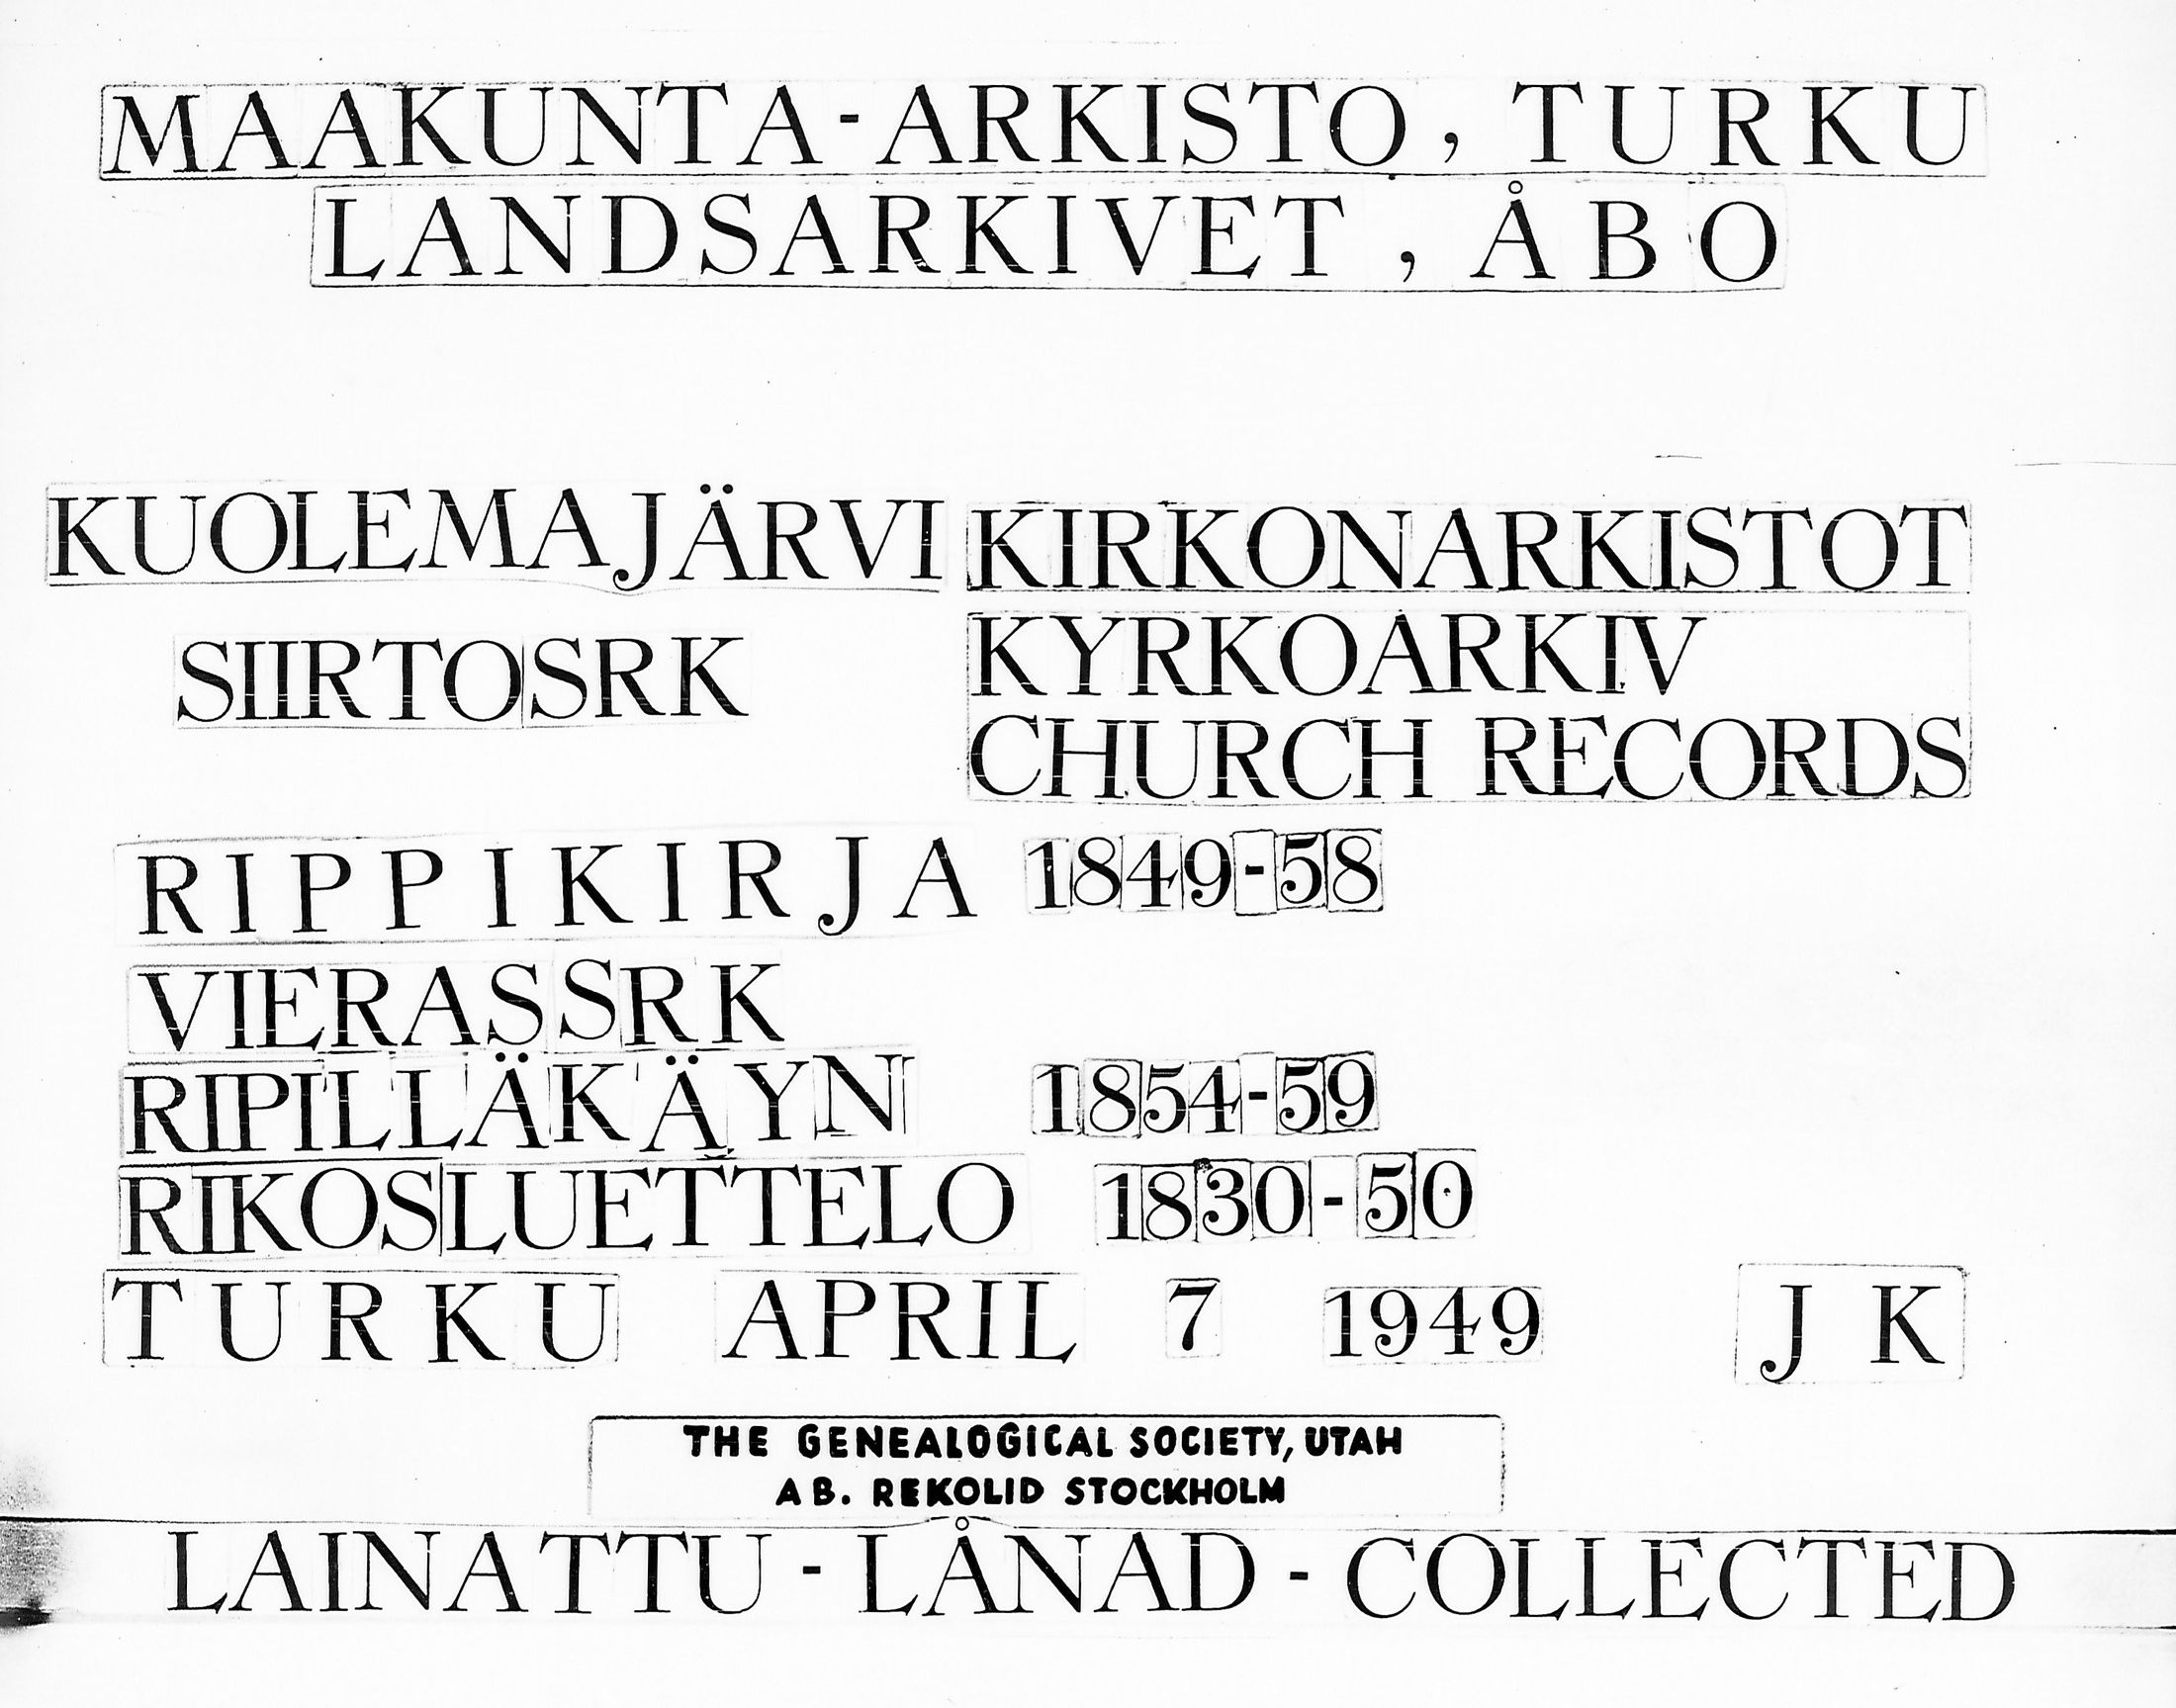 MAAKUNTA-ARKISTO, TURKU
LANDSARKIVET, ÅBO
KUOLEMAJÄRVI KIRKONARKISTOT
SIIRTOSRK KYRKOARKIV
CHURCH RECORDS
RIPPIKIRJA 1849-58
VIERASSRK
RIPILLÄKÄYN 1854-59
RIKOSLUETTELO 1830-50
TURKU APRIL 7 1949 J K
THE GENEALOGICAL SOCIETY, UTAH
AB. REKOLID STOCKHOLM
LAINATTU - LÅNAD - COLLECTED